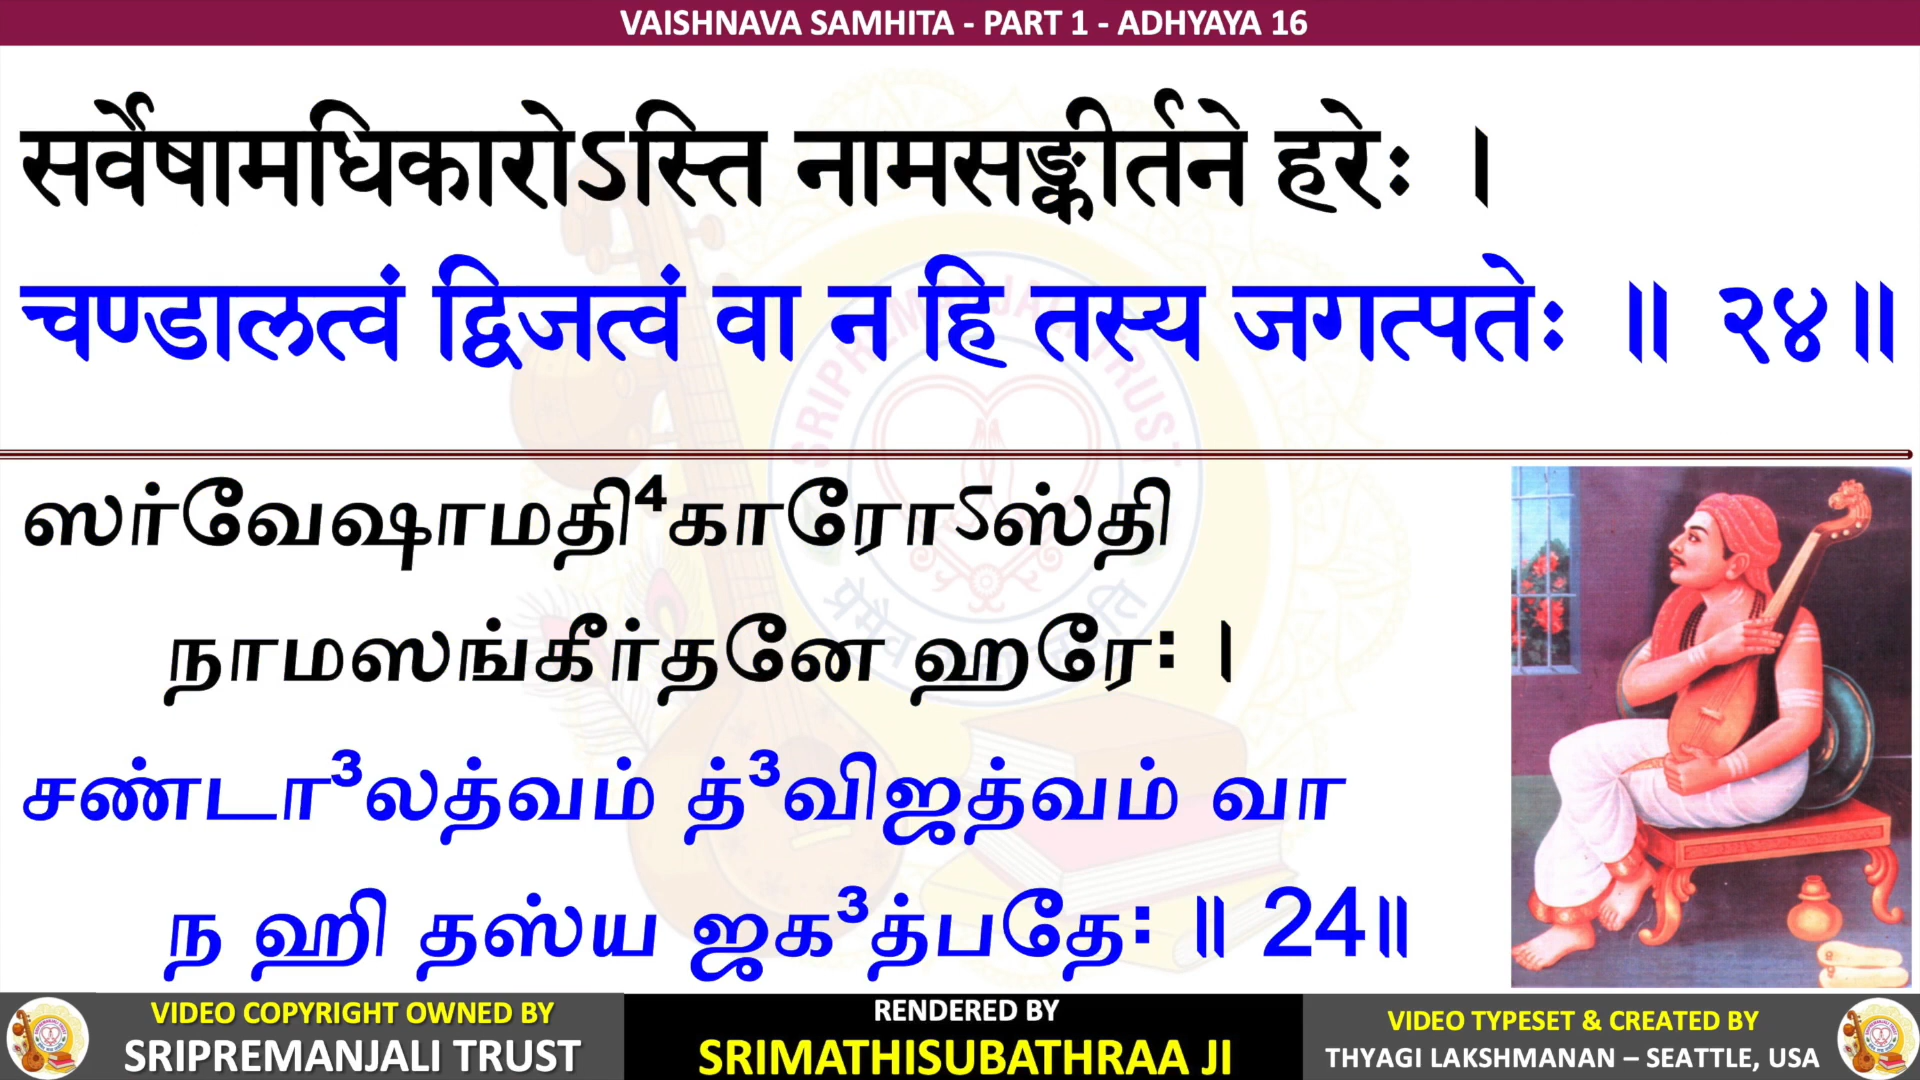 VAISHNAVA SAMHITA - PART 1 - ADHYAYA 16
सर्वेषामधिकारोऽस्ति नामसङ्कीर्तने हरेः ।
चण्डालत्वं द्विजत्वं वा न हि तस्य जगत्पतेः ॥ २४॥
ஸர்வேஷாமதி⁴காரோ஽ஸ்தி
நாமஸங்கீர்தனே ஹரே꞉ ।
சண்டா³லத்வம் த்³விஜத்வம் வா
ந ஹி தஸ்ய ஜக³த்பதே꞉ ॥ 24॥
VIDEO COPYRIGHT OWNED BY
SRIPREMANJALI TRUST
RENDERED BY
SRIMATHISUBATHRAA JI
VIDEO TYPESET & CREATED BY
THYAGI LAKSHMANAN – SEATTLE, USA